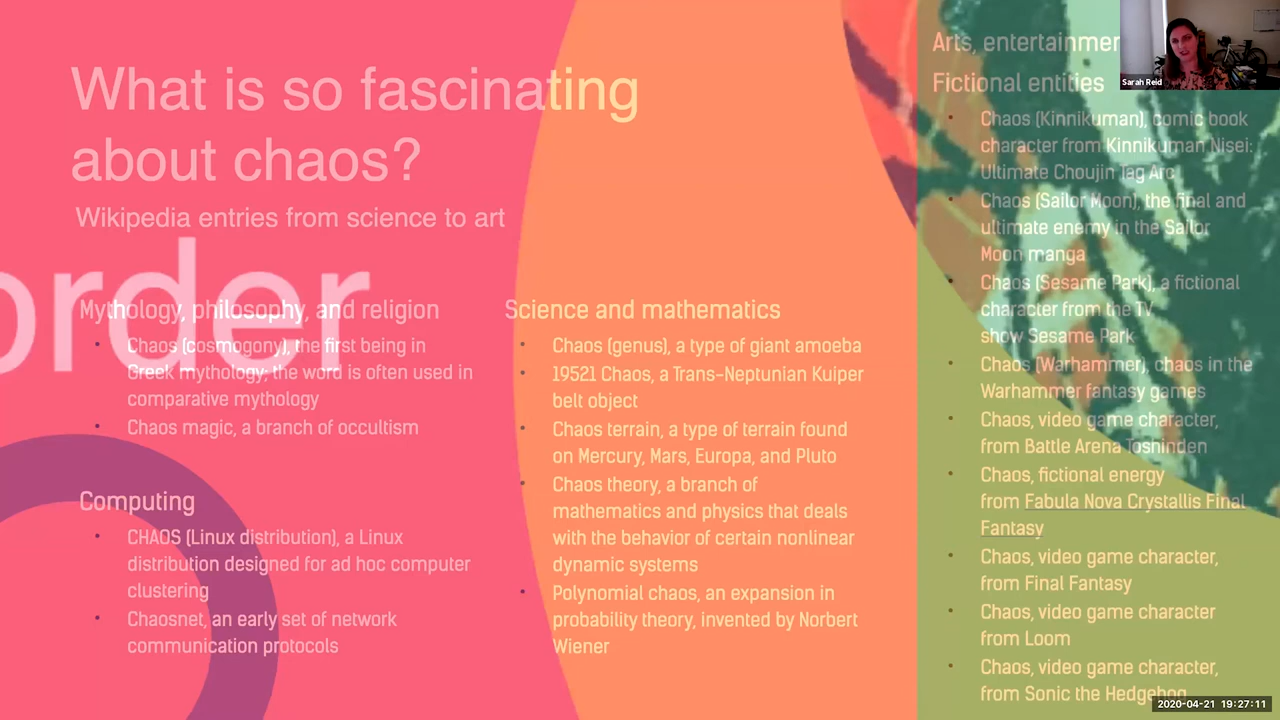 What is so fascinating
about chaos?
Wikipedia entries from science to art
order
Mythology, philosophy, and religion
• Chaos (cosmogony), the first being in
Greek mythology; the word is often used in
comparative mythology
• Chaos magic, a branch of occultism
Computing
• CHAOS (Linux distribution), a Linux
distribution designed for ad hoc computer
clustering
• Chaosnet, an early set of network
communication protocols
Science and mathematics
• Chaos (genus), a type of giant amoeba
• 19521 Chaos, a Trans-Neptunian Kuiper
belt object
• Chaos terrain, a type of terrain found
on Mercury, Mars, Europa, and Pluto
• Chaos theory, a branch of
mathematics and physics that deals
with the behavior of certain nonlinear
dynamic systems
• Polynomial chaos, an expansion in
probability theory, invented by Norbert
Wiener
Arts,
Fictional entities
• Chaos (Kinnikuman), comic book
character from Kinnikuman Nisei:
Ultimate Choujin Tag Arc
• Chaos (Sailor Moon), the final and
ultimate enemy in the Sailor
Moon manga
• Chaos (Sesame Park), a fictional
character from the TV
show Sesame Park
• Chaos (Warhammer), chaos in the
Warhammer fantasy games
• Chaos, video game character,
from Battle Arena Toshinden
• Chaos, fictional energy
from Fabula Nova Crystallis Final
Fantasy
• Chaos, video game character,
from Final Fantasy
• Chaos, video game character
from Loom
• Chaos, video game character,
from Sonic the Hedgehog
Sarah Reid
2020-04-21 19:27:11